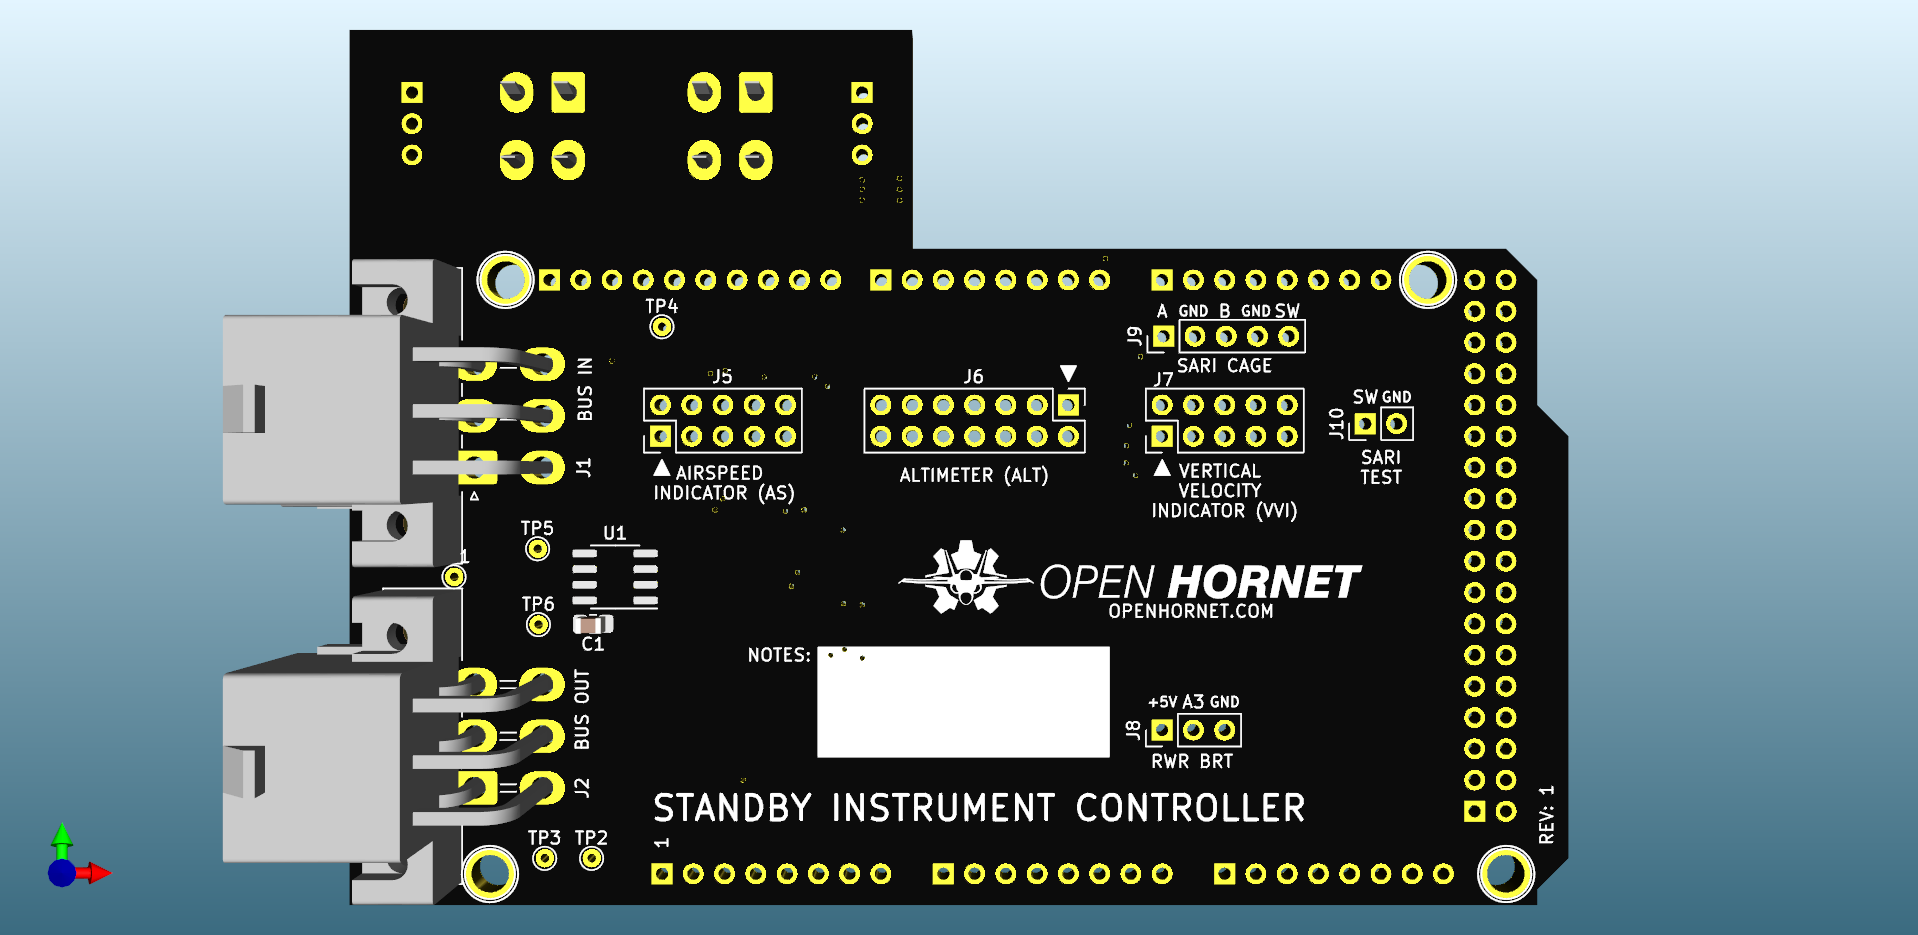 TP4
A GND B GND SW
J9
SARI CAGE
BUS IN
J1
J5
AIRSPEED
INDICATOR (AS)
J6
ALTIMETER (ALT)
J7
VERTICAL
VELOCITY
INDICATOR (VVI)
SW GND
J10
SARI
TEST
TP5
U1
1
TP6
C1
OPEN HORNET
OPENHORNET.COM
NOTES:
BUS OUT
J2
+5V A3 GND
J8
RWR BRT
STANDBY INSTRUMENT CONTROLLER
REV: 1
TP3 TP2
1